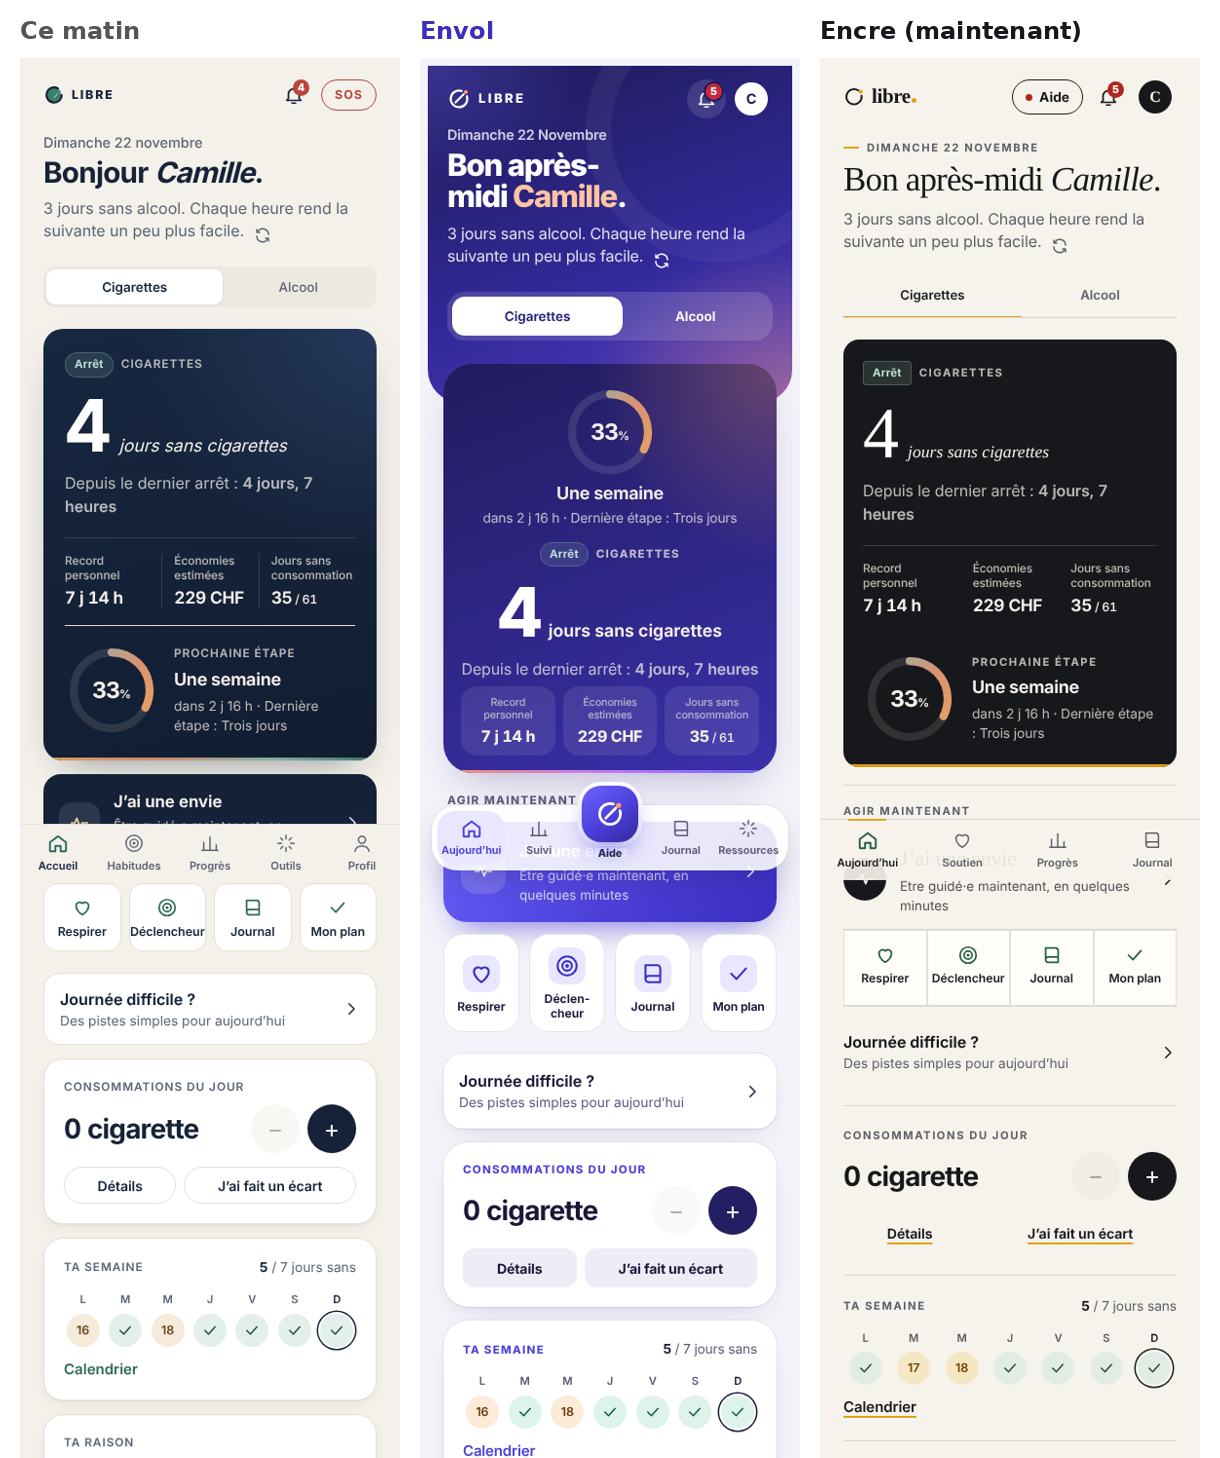 Ce matin
LIBRE
4
SOS
Dimanche 22 novembre
Bonjour Camille.
3 jours sans alcool. Chaque heure rend la
suivante un peu plus facile.
Cigarettes
Alcool
Arrêt
CIGARETTES
4 jours sans cigarettes
Depuis le dernier arrêt : 4 jours, 7
heures
Record
personnel
7 j 14 h
Économies
estimées
229 CHF
Jours sans
consommation
35 / 61
33%
PROCHAINE ÉTAPE
Une semaine
dans 2 j 16 h · Dernière
étape : Trois jours
J’ai une envie
Accueil
Habitudes
Progrès
Outils
Profil
Respirer
Déclencheur
Journal
Mon plan
Journée difficile ?
Des pistes simples pour aujourd’hui
CONSOMMATIONS DU JOUR
0 cigarette
−
+
Détails
J’ai fait un écart
TA SEMAINE
5 / 7 jours sans
L M M J V S D
16
18
Calendrier
TA RAISON
Envol
LIBRE
5
C
Dimanche 22 Novembre
Bon après-
midi Camille.
3 jours sans alcool. Chaque heure rend la
suivante un peu plus facile.
Cigarettes
Alcool
33%
Une semaine
dans 2 j 16 h · Dernière étape : Trois jours
Arrêt
CIGARETTES
4 jours sans cigarettes
Depuis le dernier arrêt : 4 jours, 7 heures
Record
personnel
7 j 14 h
Économies
estimées
229 CHF
Jours sans
consommation
35 / 61
AGIR MAINTENANT
Aujourd’hui
Suivi
Aide
Journal
Ressources
Être guidé·e maintenant, en
quelques minutes
Respirer
Déclen-
cheur
Journal
Mon plan
Journée difficile ?
Des pistes simples pour aujourd’hui
CONSOMMATIONS DU JOUR
0 cigarette
−
+
Détails
J’ai fait un écart
TA SEMAINE
5 / 7 jours sans
L M M J V S D
16
18
Calendrier
Encre (maintenant)
libre.
Aide
5
C
DIMANCHE 22 NOVEMBRE
Bon après-midi Camille.
3 jours sans alcool. Chaque heure rend la
suivante un peu plus facile.
Cigarettes
Alcool
Arrêt
CIGARETTES
4 jours sans cigarettes
Depuis le dernier arrêt : 4 jours, 7
heures
Record
personnel
7 j 14 h
Économies
estimées
229 CHF
Jours sans
consommation
35 / 61
33%
PROCHAINE ÉTAPE
Une semaine
dans 2 j 16 h · Dernière étape
: Trois jours
AGIR MAINTENANT
J’ai une envie
Aujourd’hui
Soutien
Progrès
Journal
Être guidé·e maintenant, en quelques
minutes
Respirer
Déclencheur
Journal
Mon plan
Journée difficile ?
Des pistes simples pour aujourd’hui
CONSOMMATIONS DU JOUR
0 cigarette
−
+
Détails
J’ai fait un écart
TA SEMAINE
5 / 7 jours sans
L M M J V S D
17
18
Calendrier